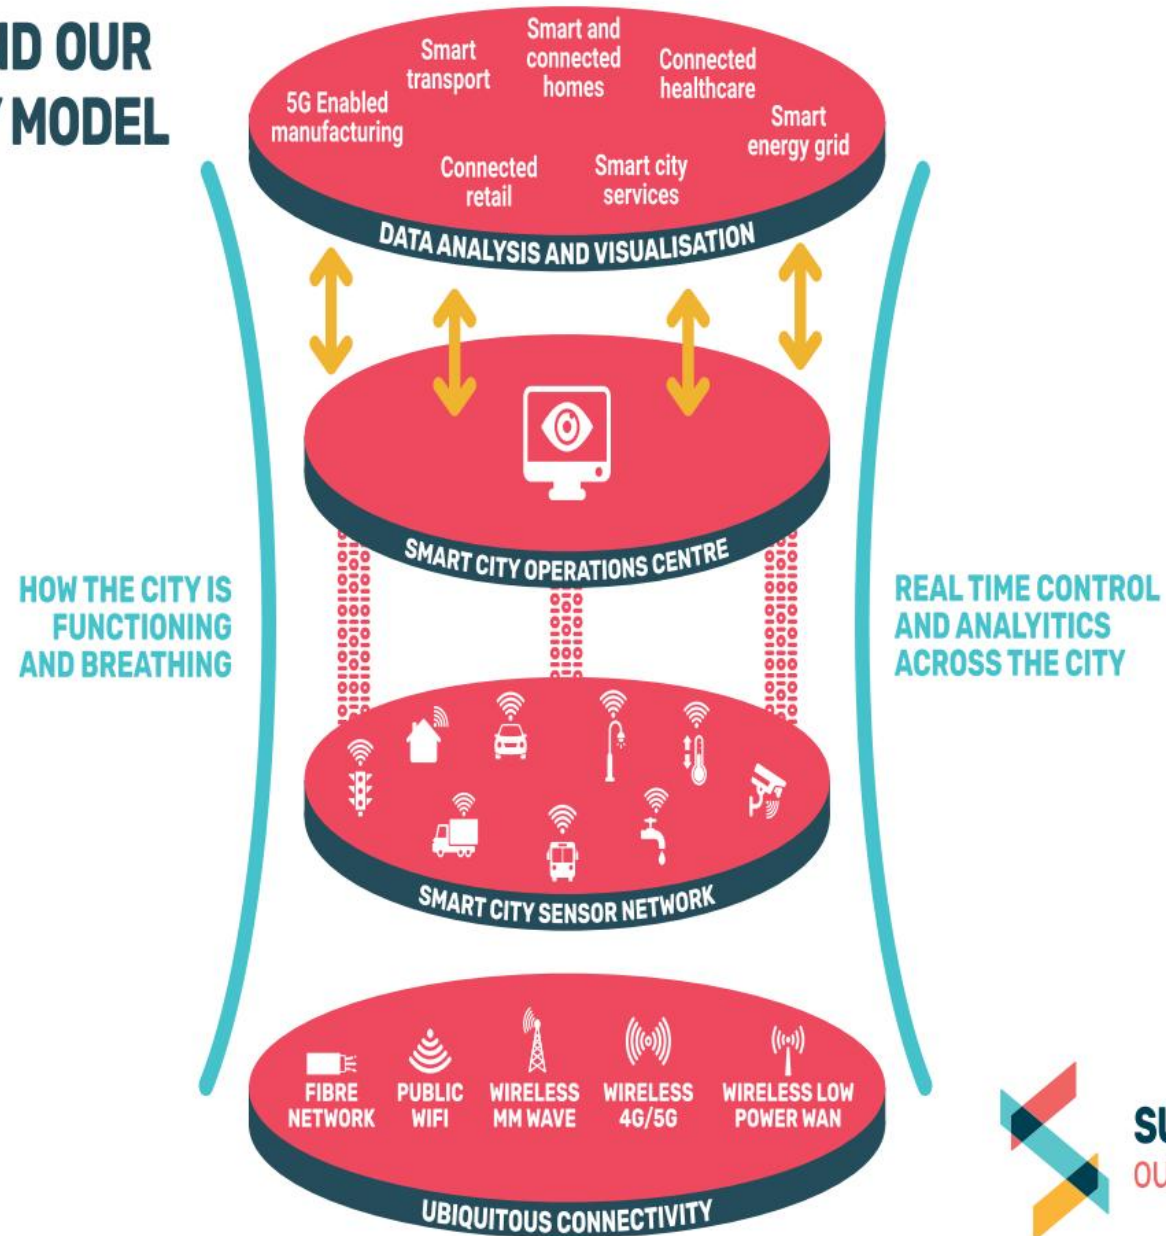 ND OUR
MODEL
Smart
transport
Smart and
connected
homes
Connected
healthcare
5G Enabled
manufacturing
Smart
energy grid
Connected
retail
Smart city
services
DATA ANALYSIS AND VISUALISATION
SMART CITY OPERATIONS CENTRE
HOW THE CITY IS
FUNCTIONING
AND BREATHING
REAL TIME CONTROL
AND ANALYITICS
ACROSS THE CITY
SMART CITY SENSOR NETWORK
FIBRE
NETWORK
PUBLIC
WIFI
WIRELESS
MM WAVE
WIRELESS
4G/5G
WIRELESS LOW
POWER WAN
UBIQUITOUS CONNECTIVITY
SU
OU